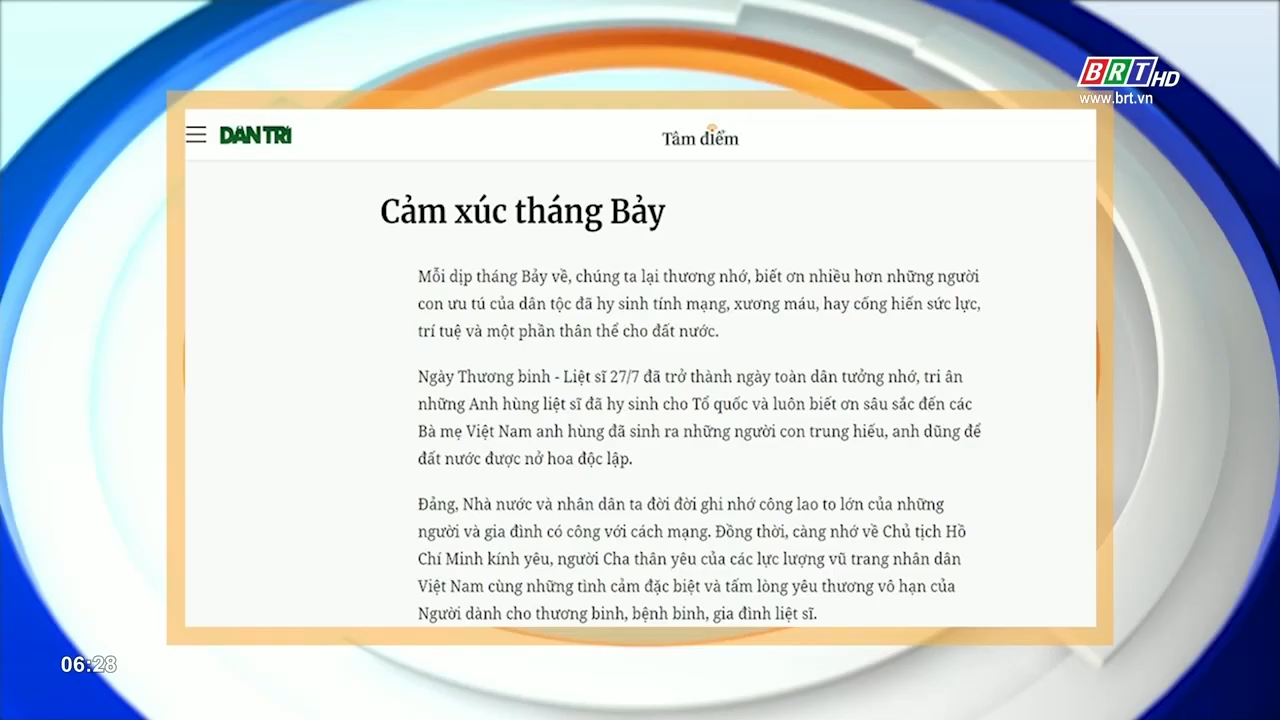 BRT HD
www.brt.vn
DÂN TRÍ
Tâm điểm
Cảm xúc tháng Bảy
Mỗi dịp tháng Bảy về, chúng ta lại thương nhớ, biết ơn nhiều hơn những người
con ưu tú của dân tộc đã hy sinh tính mạng, xương máu, hay cống hiến sức lực,
trí tuệ và một phần thân thể cho đất nước.
Ngày Thương binh - Liệt sĩ 27/7 đã trở thành ngày toàn dân tưởng nhớ, tri ân
những Anh hùng liệt sĩ đã hy sinh cho Tổ quốc và luôn biết ơn sâu sắc đến các
Bà mẹ Việt Nam anh hùng đã sinh ra những người con trung hiếu, anh dũng để
đất nước được nở hoa độc lập.
Đảng, Nhà nước và nhân dân ta đời đời ghi nhớ công lao to lớn của những
người và gia đình có công với cách mạng. Đồng thời, càng nhớ về Chủ tịch Hồ
Chí Minh kính yêu, người Cha thân yêu của các lực lượng vũ trang nhân dân
Việt Nam cùng những tình cảm đặc biệt và tấm lòng yêu thương vô hạn của
Người dành cho thương binh, bệnh binh, gia đình liệt sĩ.
06:28